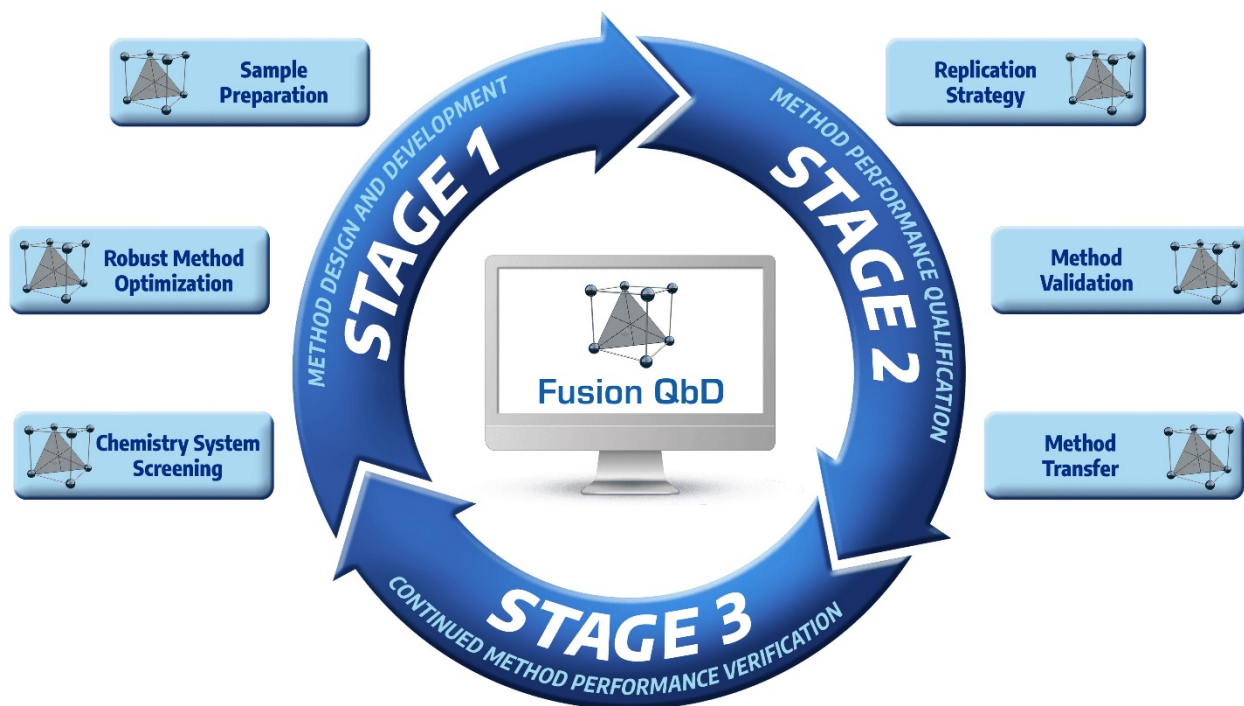 Sample
Preparation
Robust Method
Optimization
Chemistry System
Screening
METHOD DESIGN AND DEVELOPMENT
STAGE 1
Replication
Strategy
Method
Validation
Method
Transfer
METHOD PERFORMANCE QUALIFICATION
STAGE 2
Fusion QbD
STAGE 3
CONTINUED METHOD PERFORMANCE VERIFICATION